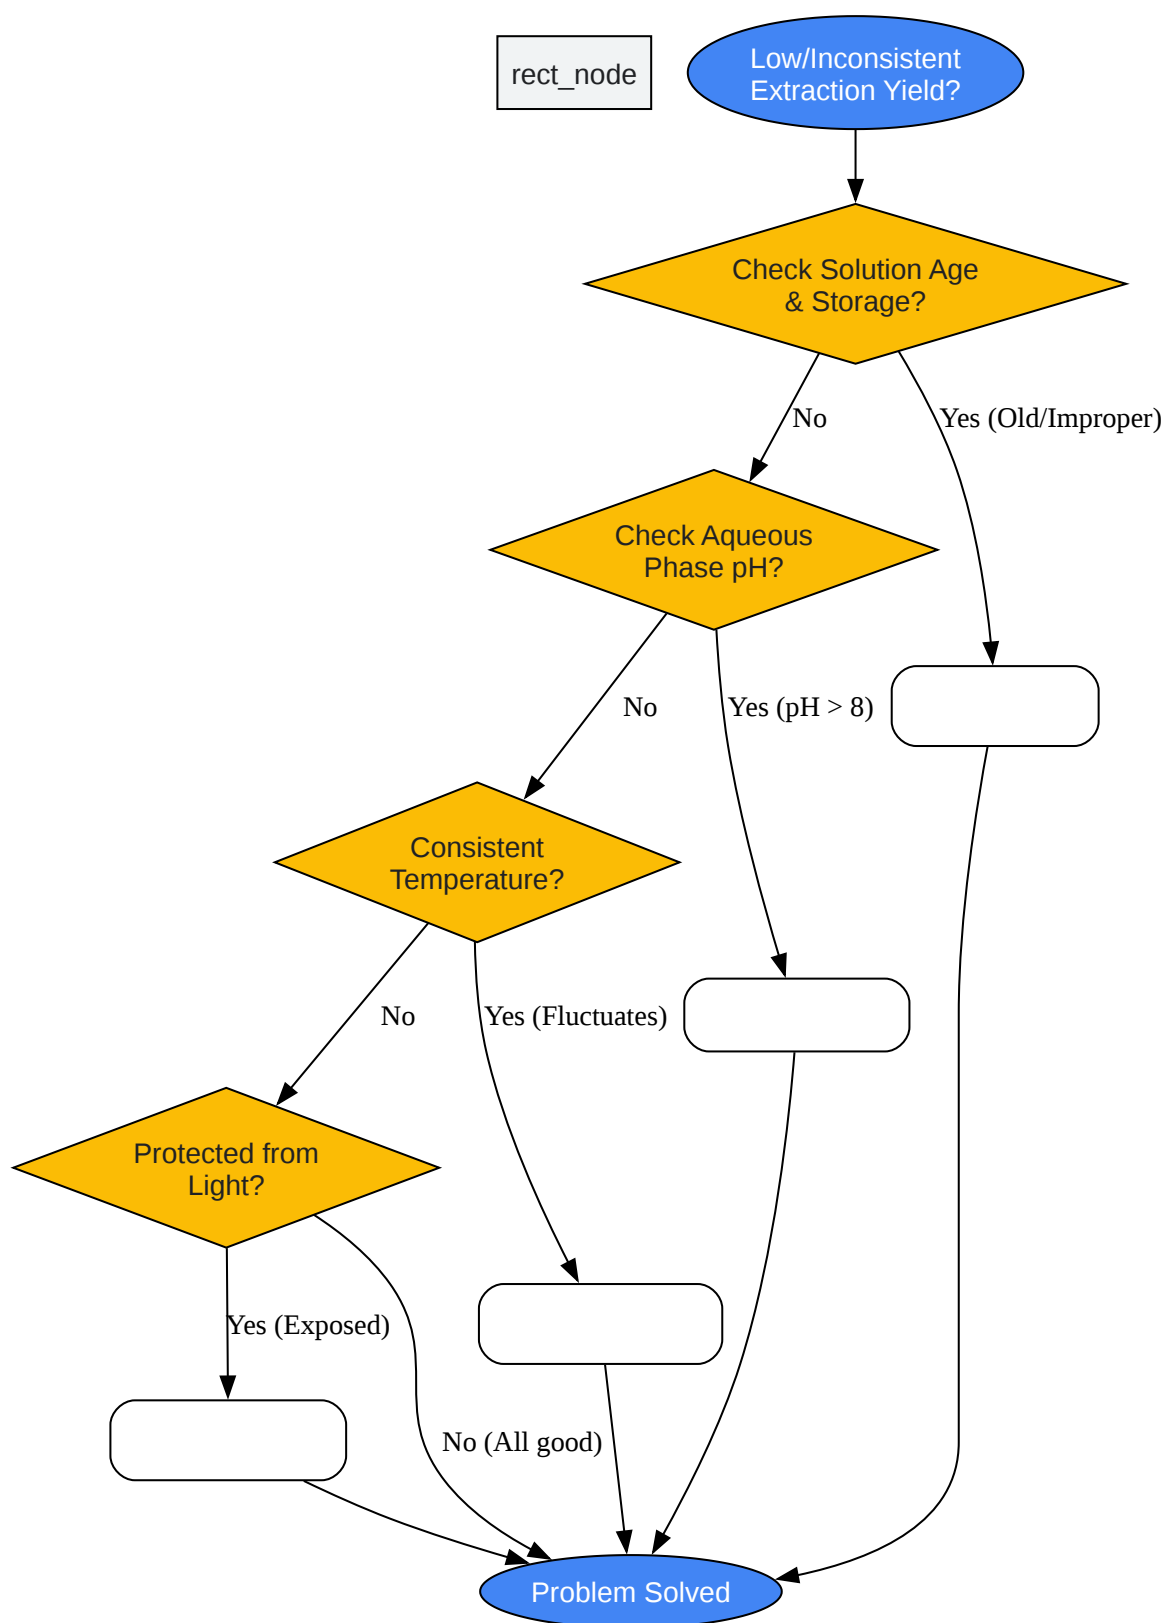 rect_node
Low/Inconsistent
Extraction Yield?
Check Solution Age
& Storage?
No
Yes (Old/Improper)
Check Aqueous
Phase pH?
No
Yes (pH > 8)
Consistent
Temperature?
No
Yes (Fluctuates)
Protected from
Light?
Yes (Exposed)
No (All good)
Problem Solved